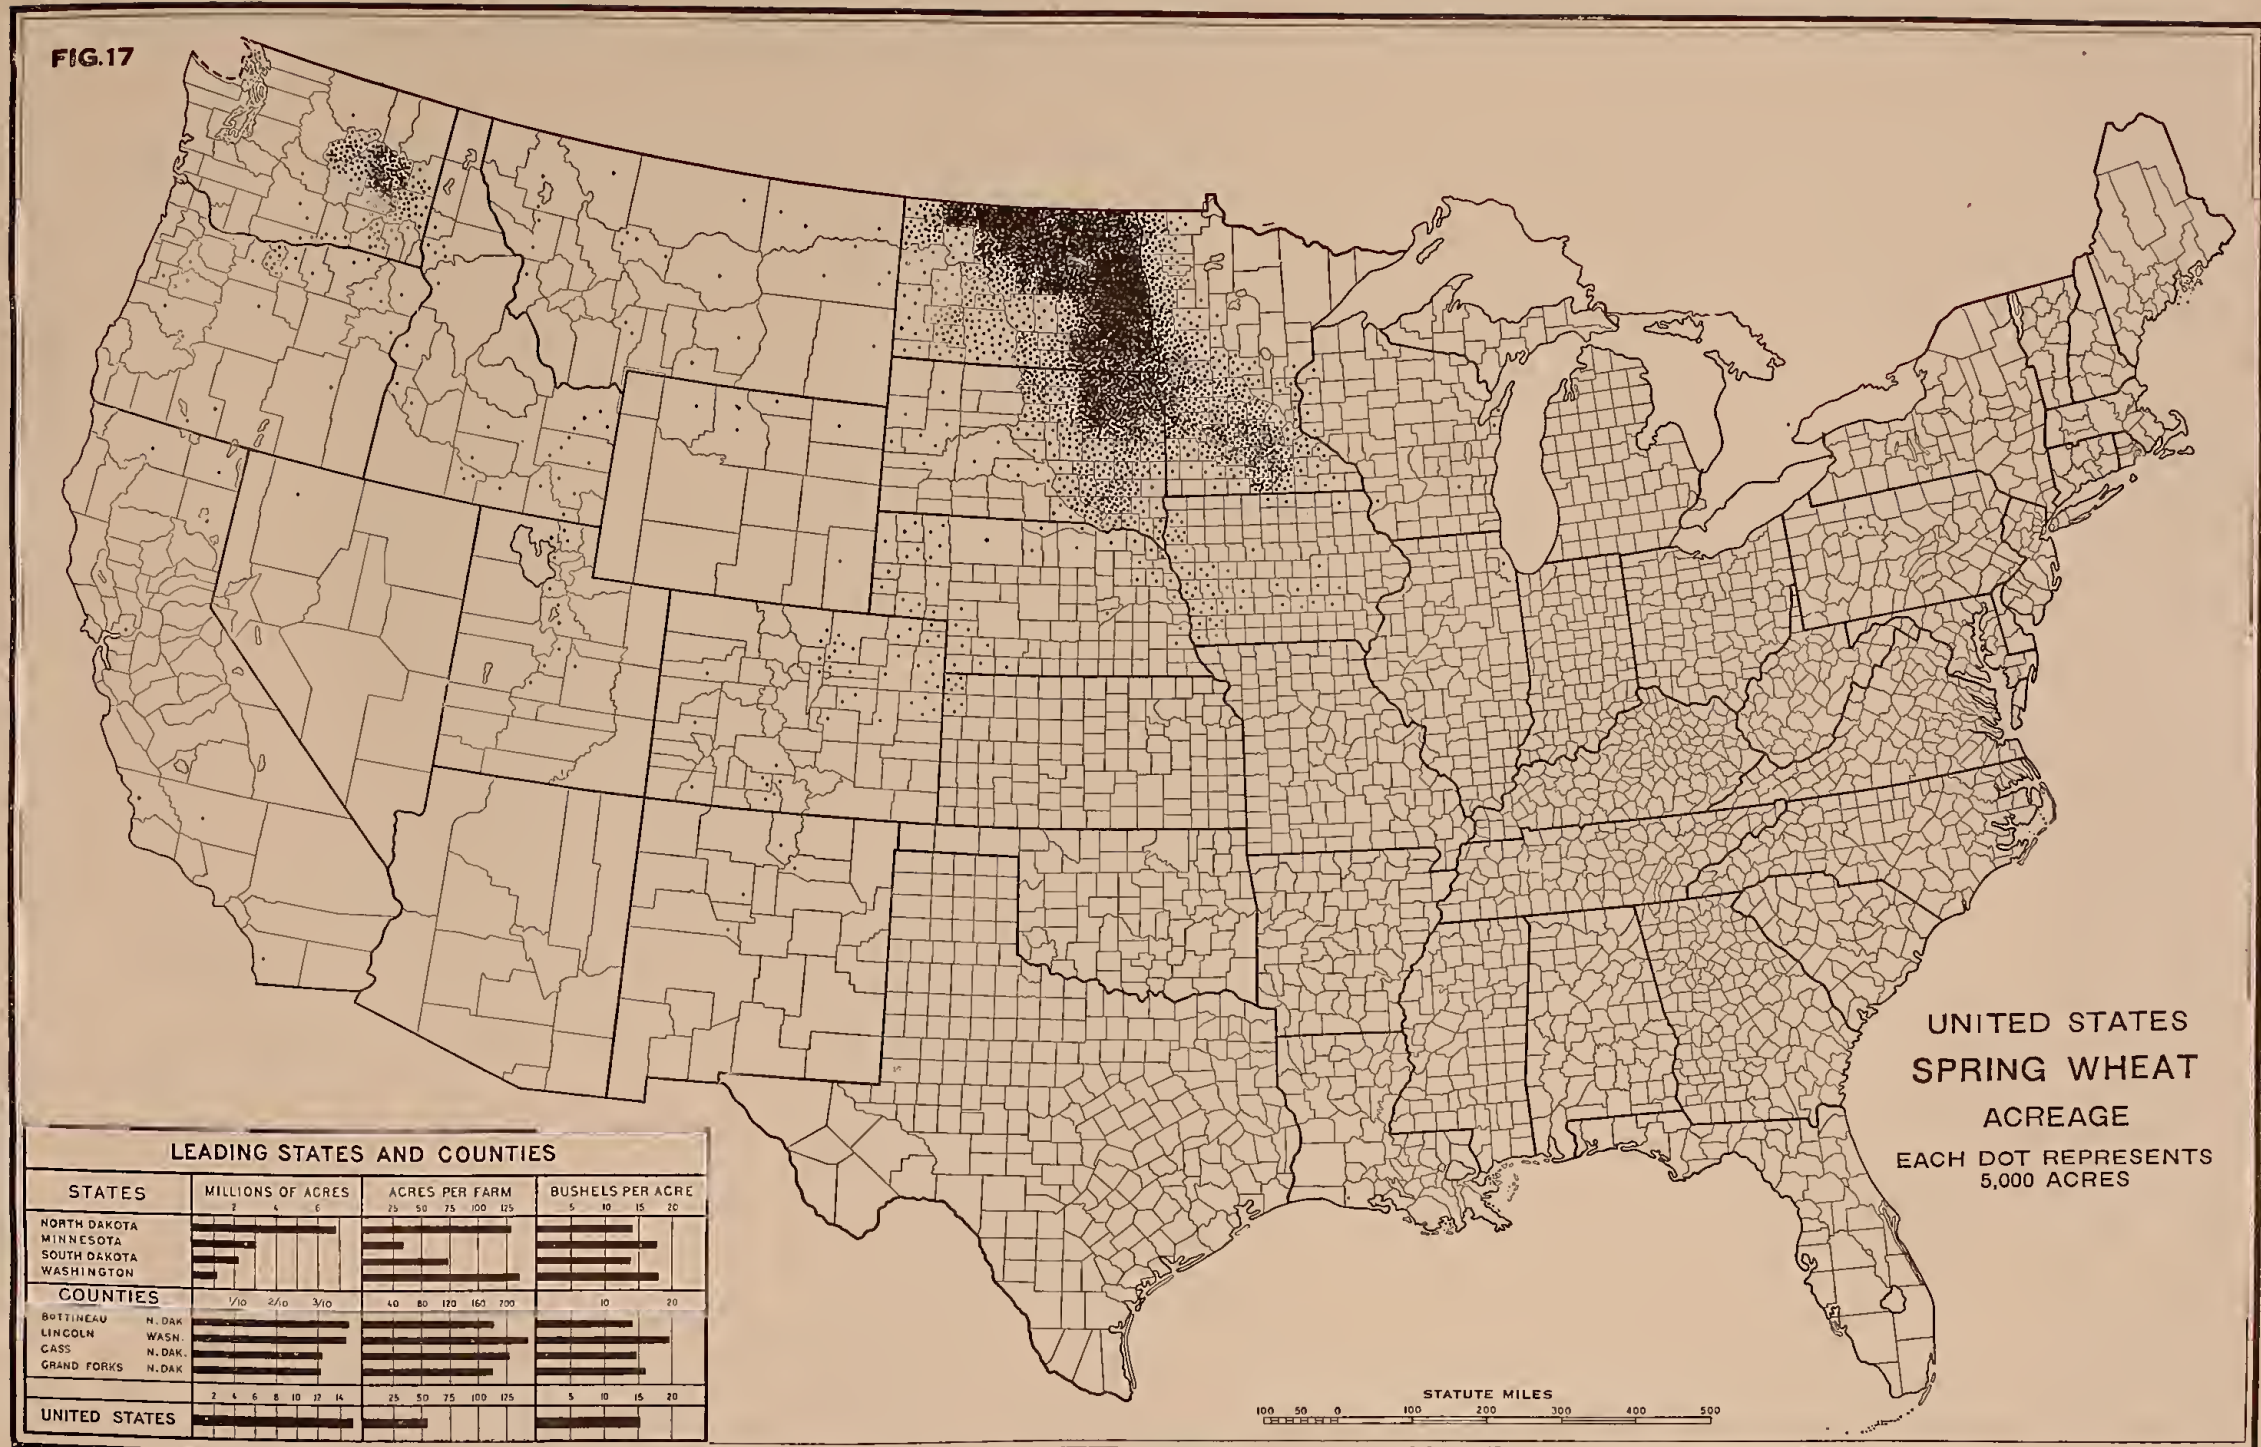 FIG.17
UNITED STATES
SPRING WHEAT
ACREAGE
EACH DOT REPRESENTS
5,000 ACRES
LEADING STATES AND COUNTIES
STATES MILLIONS OF ACRES ACRES PER FARM BUSHELS PER ACRE
2 4 6 25 50 75 100 125 5 10 15 20
NORTH DAKOTA
MINNESOTA
SOUTH DAKOTA
WASHINGTON
COUNTIES 1/10 2/10 3/10 40 80 120 160 200 10 20
BOTTINEAU N. DAK
LINCOLN WASN.
CASS N. DAK.
GRAND FORKS N. DAK
2 4 6 8 10 12 14 25 50 75 100 125 5 10 15 20
UNITED STATES
STATUTE MILES
100 50 0 100 200 300 400 500